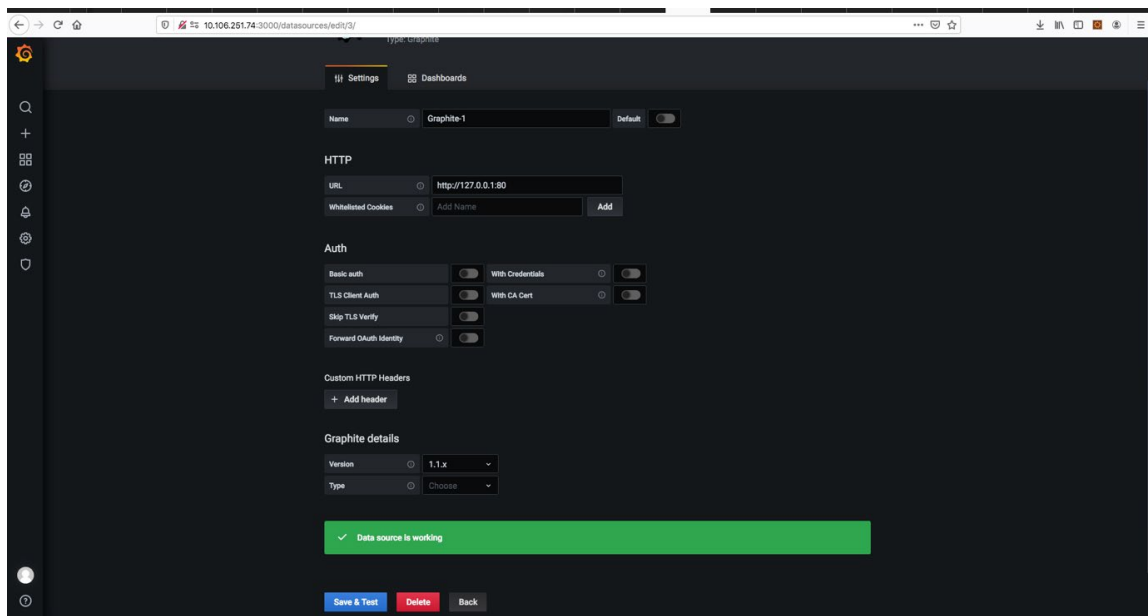 10.106.251.74:3000/datasources/edit/3/
Type: Graphite
Settings Dashboards
Name Graphite-1 Default
HTTP
URL http://127.0.0.1:80
Whitelisted Cookies Add Name Add
Auth
Basic auth With Credentials
TLS Client Auth With CA Cert
Skip TLS Verify
Forward OAuth Identity
Custom HTTP Headers
+ Add header
Graphite details
Version 1.1.x
Type Choose
Data source is working
Save & Test Delete Back